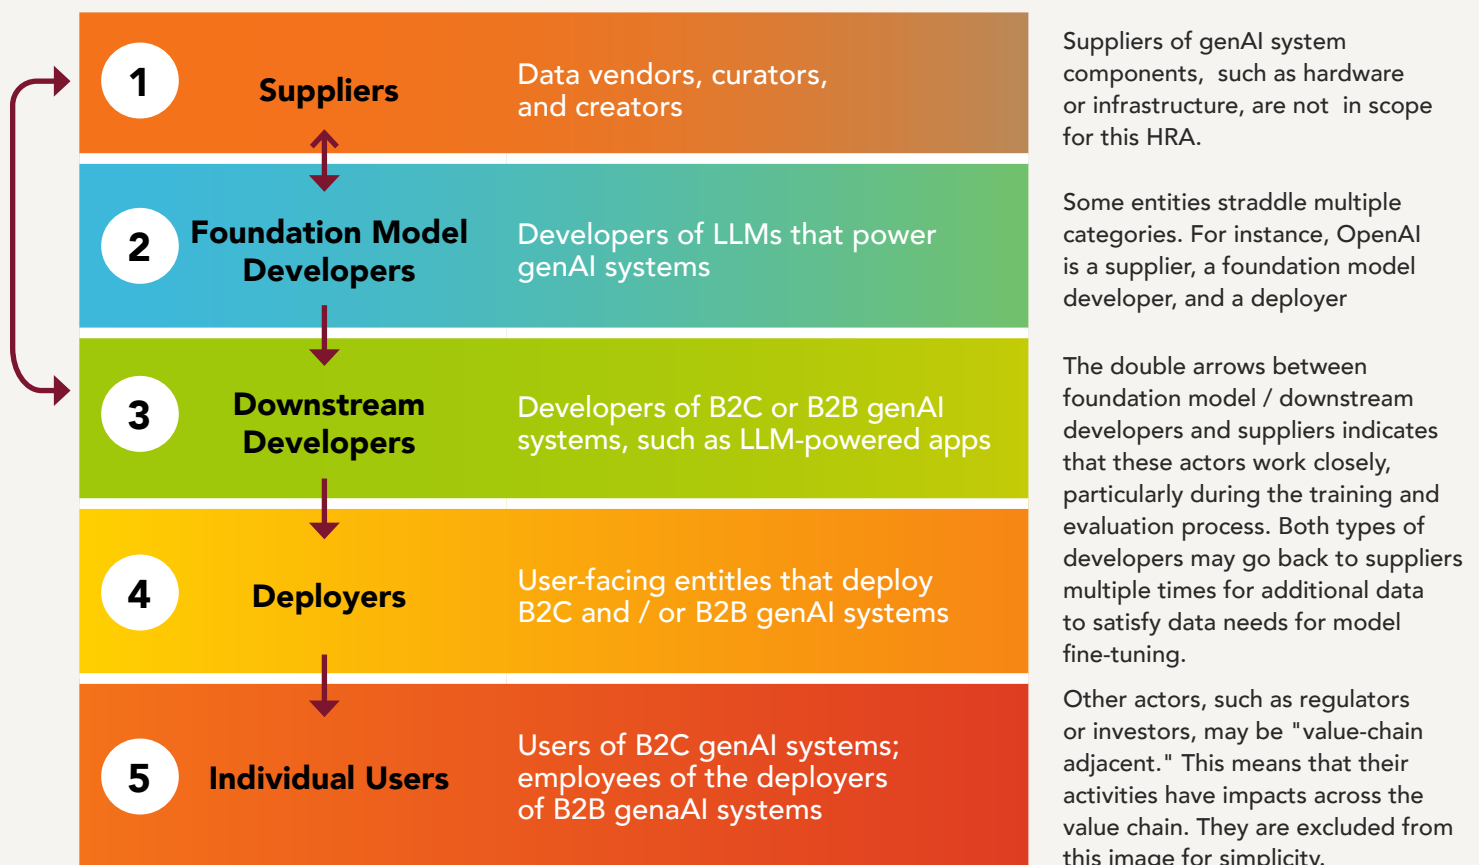 1
Suppliers
Data vendors, curators,
and creators
2
Foundation Model
Developers
Developers of LLMs that power
genAI systems
3
Downstream
Developers
Developers of B2C or B2B genAI
systems, such as LLM-powered apps
4
Deployers
User-facing entitles that deploy
B2C and / or B2B genAI systems
5
Individual Users
Users of B2C genAI systems;
employees of the deployers
of B2B genaAI systems
Suppliers of genAI system
components, such as hardware
or infrastructure, are not in scope
for this HRA.
Some entities straddle multiple
categories. For instance, OpenAI
is a supplier, a foundation model
developer, and a deployer
The double arrows between
foundation model / downstream
developers and suppliers indicates
that these actors work closely,
particularly during the training and
evaluation process. Both types of
developers may go back to suppliers
multiple times for additional data
to satisfy data needs for model
fine-tuning.
Other actors, such as regulators
or investors, may be "value-chain
adjacent." This means that their
activities have impacts across the
value chain. They are excluded from
this image for simplicity.